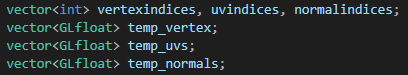 vector<int> vertexindices, uvindices, normalindices;
vector<GLfloat> temp_vertex;
vector<GLfloat> temp_uvs;
vector<GLfloat> temp_normals;